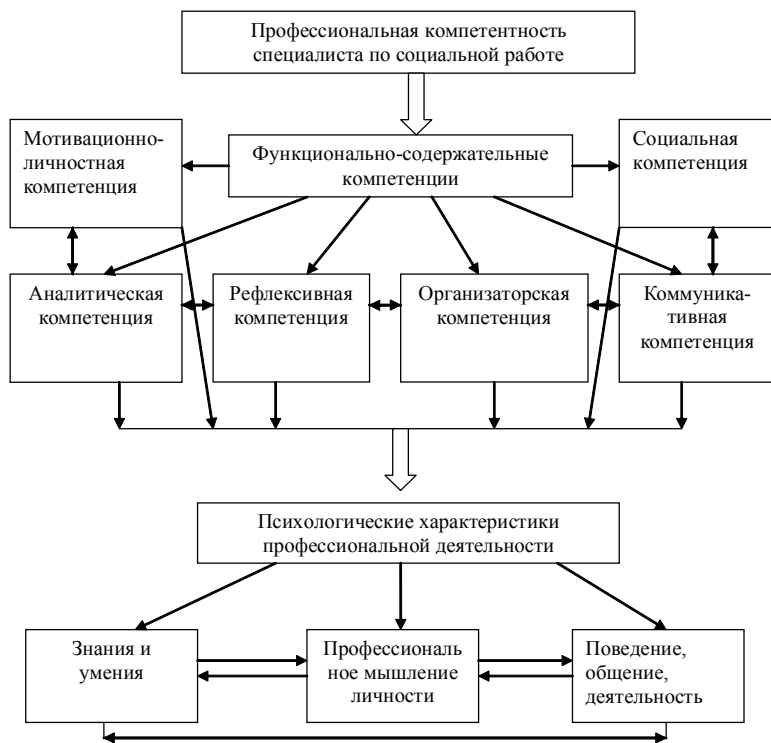 Профессиональная компетентность
специалиста по социальной работе
Мотивационно-
личностная
компетенция
Функционально-содержательные
компетенции
Социальная
компетенция
Аналитическая
компетенция
Рефлексивная
компетенция
Организаторская
компетенция
Коммуника-
тивная
компетенция
Психологические характеристики
профессиональной деятельности
Знания и
умения
Профессиональ
ное мышление
личности
Поведение,
общение,
деятельность